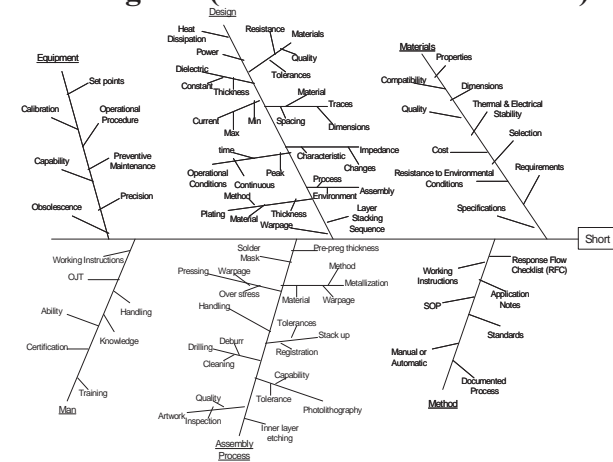 Design
Heat
Dissipation
Resistance
Materials
Power
Quality
Dielectric
Constant
Tolerances
Thickness
Material
Traces
Current
Max
Min
Spacing
Dimensions
time
Characteristic
Impedance
Changes
Operational
Conditions
Continuous
Peak
Process
Environment
Assembly
Method
Plating
Material
Thickness
Warpage
Layer
Stacking
Sequence
Equipment
Set points
Calibration
Operational
Procedure
Capability
Preventive
Maintenance
Precision
Obsolescence
Materials
Properties
Compatibility
Dimensions
Quality
Thermal & Electrical
Stability
Selection
Cost
Resistance to Environmental
Conditions
Requirements
Specifications
Short
Working Instructions
OJT
Handling
Ability
Knowledge
Certification
Training
Man
Solder
Mask
Pre-preg thickness
Pressing
Warpage
Over stress
Method
Metallization
Material
Warpage
Handling
Tolerances
Stack up
Registration
Drilling
Deburr
Cleaning
Capability
Tolerance
Photolithography
Quality
Artwork
Inspection
Inner layer
etching
Assembly
Process
Working
Instructions
Response Flow
Checklist (RFC)
SOP
Application
Notes
Standards
Manual or
Automatic
Documented
Process
Method